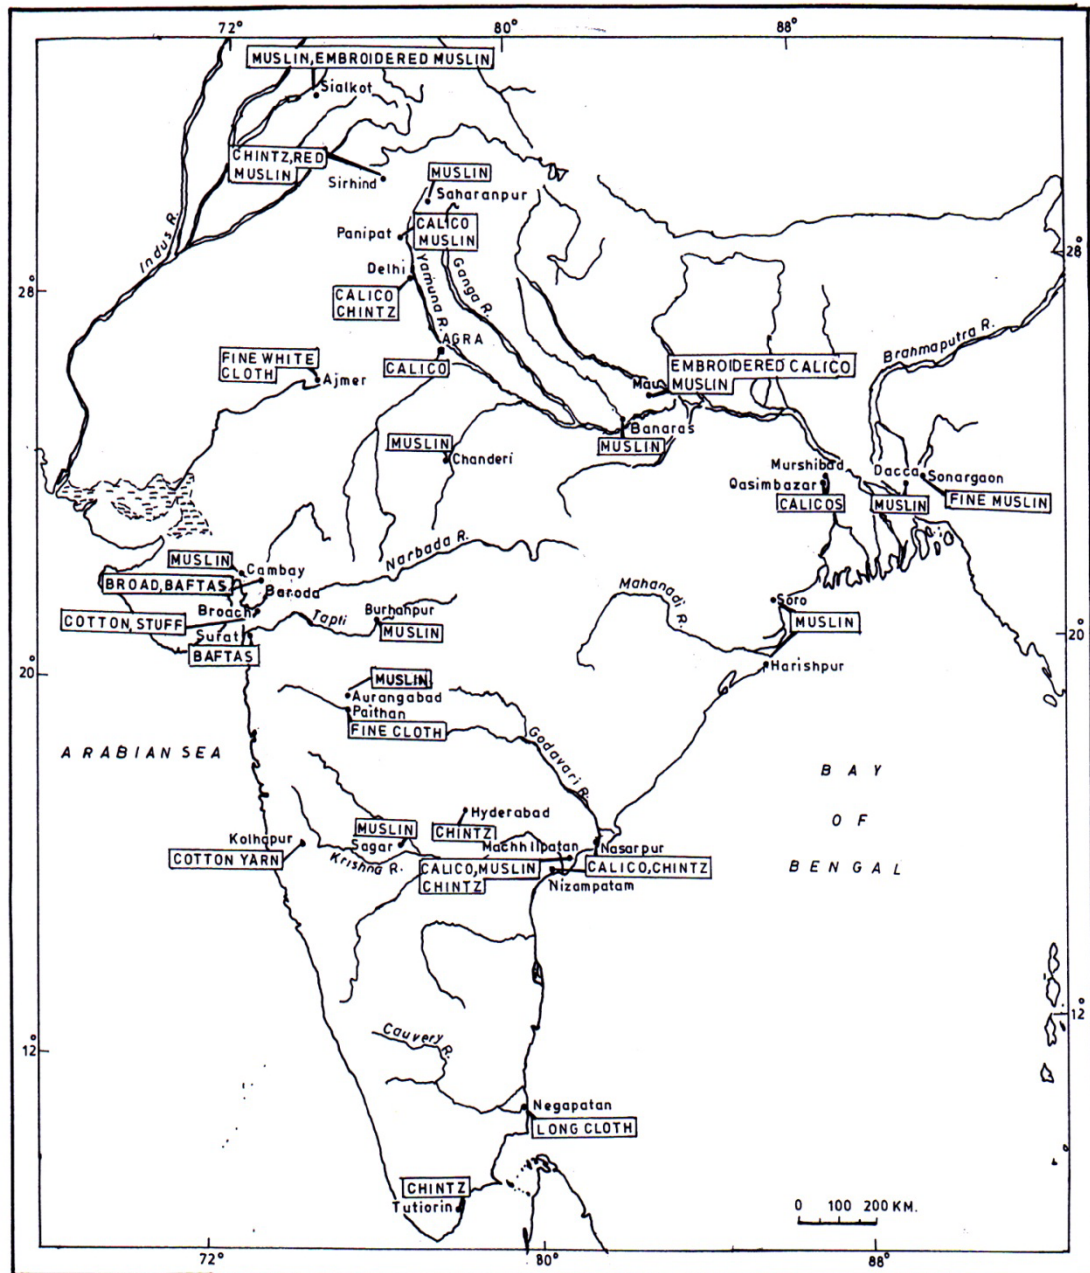 72°
80°
88°
MUSLIN, EMBROIDERED MUSLIN
Sialkot
CHINTZ, RED
MUSLIN
Sirhind
MUSLIN
Saharanpur
Indus R.
Panipat
CALICO
MUSLIN
28°
Delhi
Yamuna R.
Ganga R.
28°
CALICO
CHINTZ
AGRA
Brahmaputra R.
FINE WHITE
CLOTH
CALICO
Ajmer
EMBROIDERED CALICO
MUSLIN
Mau
Banaras
MUSLIN
MUSLIN
Chanderi
Murshibad
Qasimbazar
CALICOS
Dacca
MUSLIN
Sonargaon
FINE MUSLIN
Narbada R.
MUSLIN
Cambay
BROAD, BAFTAS
Baroda
Broach
COTTON, STUFF
Surat
BAFTAS
Tapti
Burhahpur
MUSLIN
Mahanadi R.
Soro
MUSLIN
Harishpur
20°
20°
MUSLIN
Aurangabad
Paithan
FINE CLOTH
Godavari R.
ARABIAN SEA
BAY
OF
BENGAL
Hyderabad
CHINTZ
MUSLIN
Sagar
Kolhapur
COTTON YARN
Krishna R.
Machhilpatan
CALICO, MUSLIN
CHINTZ
Nasarpur
CALICO, CHINTZ
Nizampatam
12°
12°
Cauvery R.
Negapatan
LONG CLOTH
CHINTZ
Tutiorin
0 100 200 KM.
72°
80°
88°